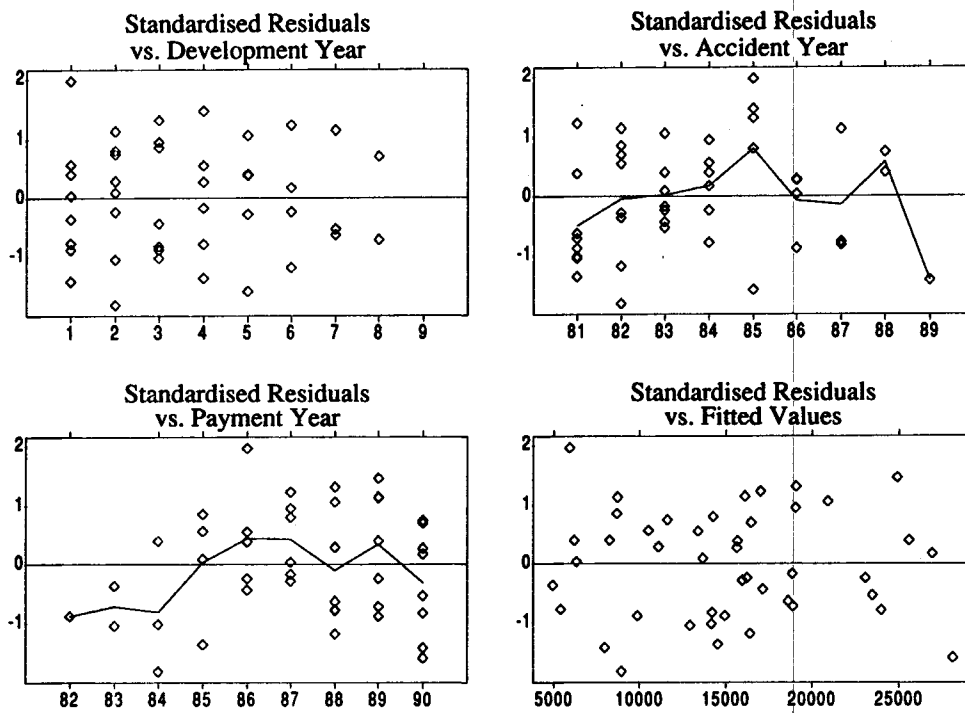 Standardised Residuals
vs. Development Year
2
1
0
-1
1 2 3 4 5 6 7 8 9
Standardised Residuals
vs. Accident Year
2
1
0
-1
81 82 83 84 85 86 87 88 89
Standardised Residuals
vs. Payment Year
2
1
0
-1
82 83 84 85 86 87 88 89 90
Standardised Residuals
vs. Fitted Values
2
1
0
-1
5000 10000 15000 20000 25000